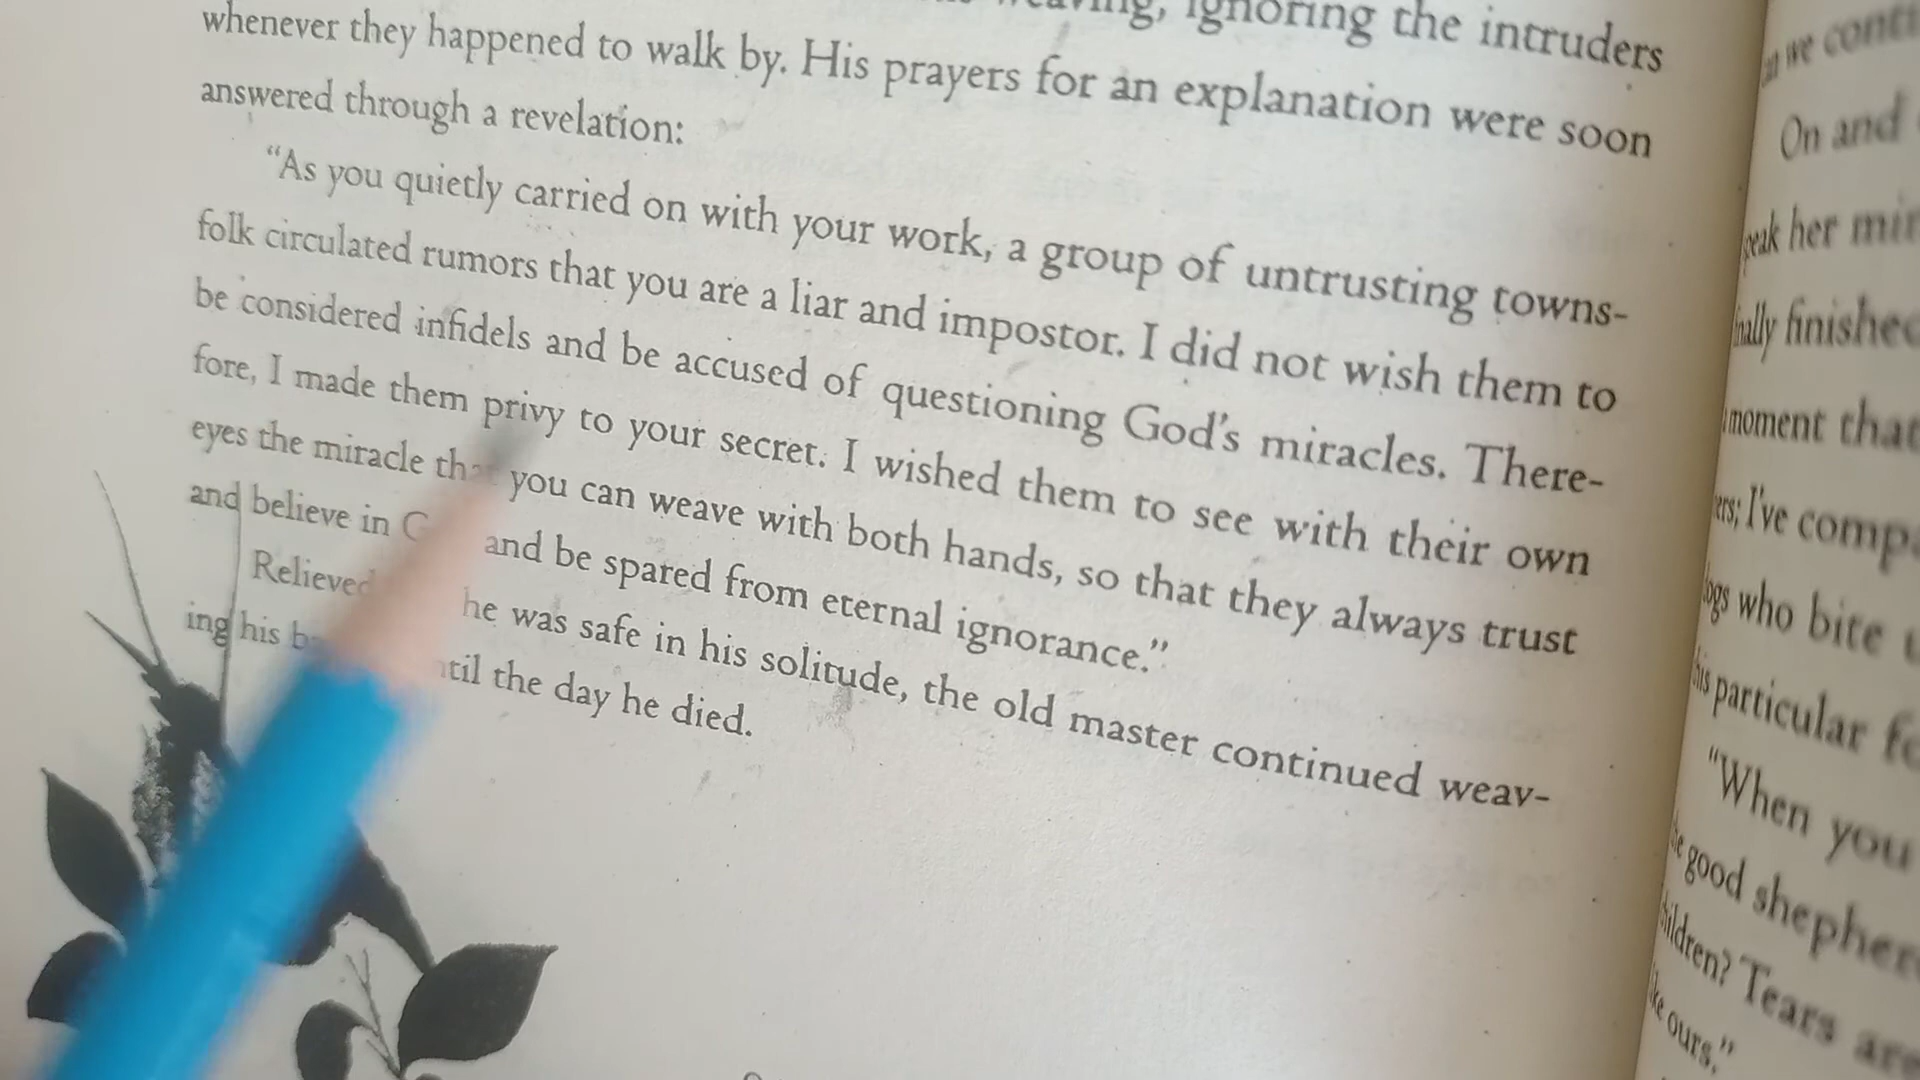 weaving, ignoring the intruders
whenever they happened to walk by. His prayers for an explanation were soon
answered through a revelation:
“As you quietly carried on with your work, a group of untrusting towns-
folk circulated rumors that you are a liar and impostor. I did not wish them to
be considered infidels and be accused of questioning God’s miracles. There-
fore, I made them privy to your secret. I wished them to see with their own
eyes the miracle that you can weave with both hands, so that they always trust
and believe in and be spared from eternal ignorance.”
Relieved he was safe in his solitude, the old master continued weav-
ing his the day he died.
we
On and
her
finished
moment that
I've
who bite
particular
“When you
good
Tears are
ours,”